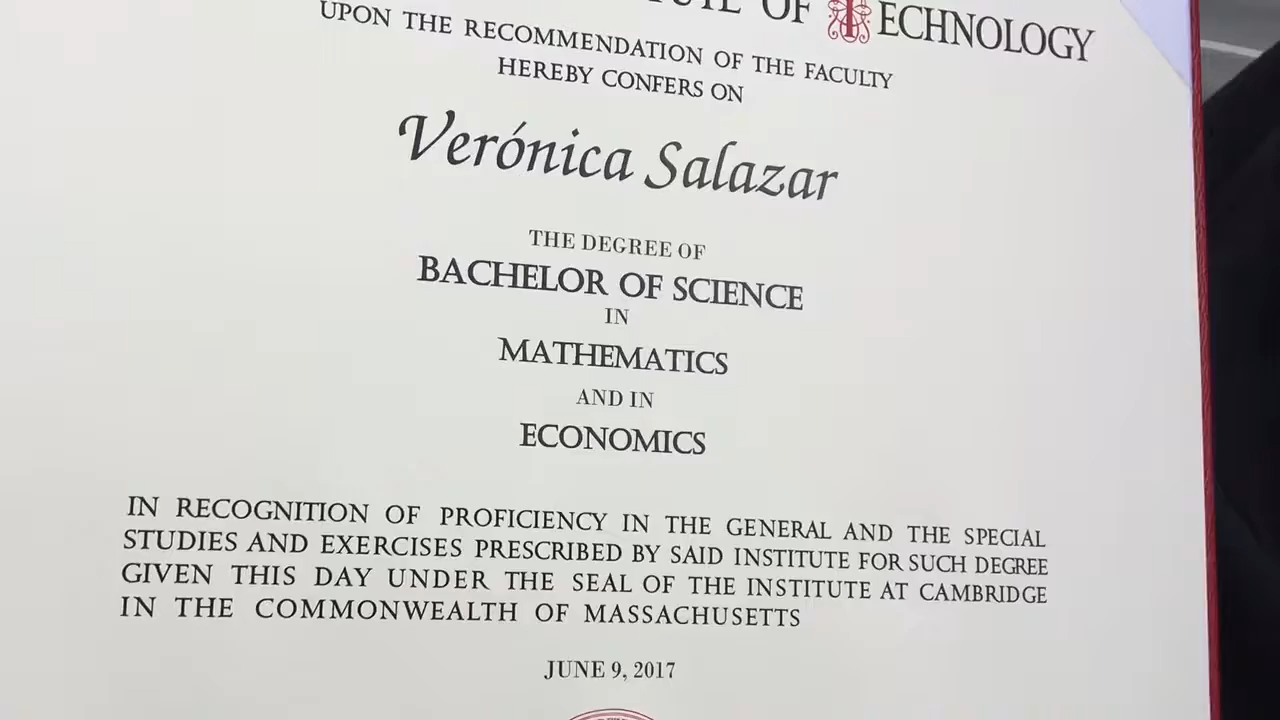 OF TECHNOLOGY
UPON THE RECOMMENDATION OF THE FACULTY
HEREBY CONFERS ON
Verónica Salazar
THE DEGREE OF
BACHELOR OF SCIENCE
IN
MATHEMATICS
AND IN
ECONOMICS
IN RECOGNITION OF PROFICIENCY IN THE GENERAL AND THE SPECIAL
STUDIES AND EXERCISES PRESCRIBED BY SAID INSTITUTE FOR SUCH DEGREE
GIVEN THIS DAY UNDER THE SEAL OF THE INSTITUTE AT CAMBRIDGE
IN THE COMMONWEALTH OF MASSACHUSETTS
JUNE 9, 2017